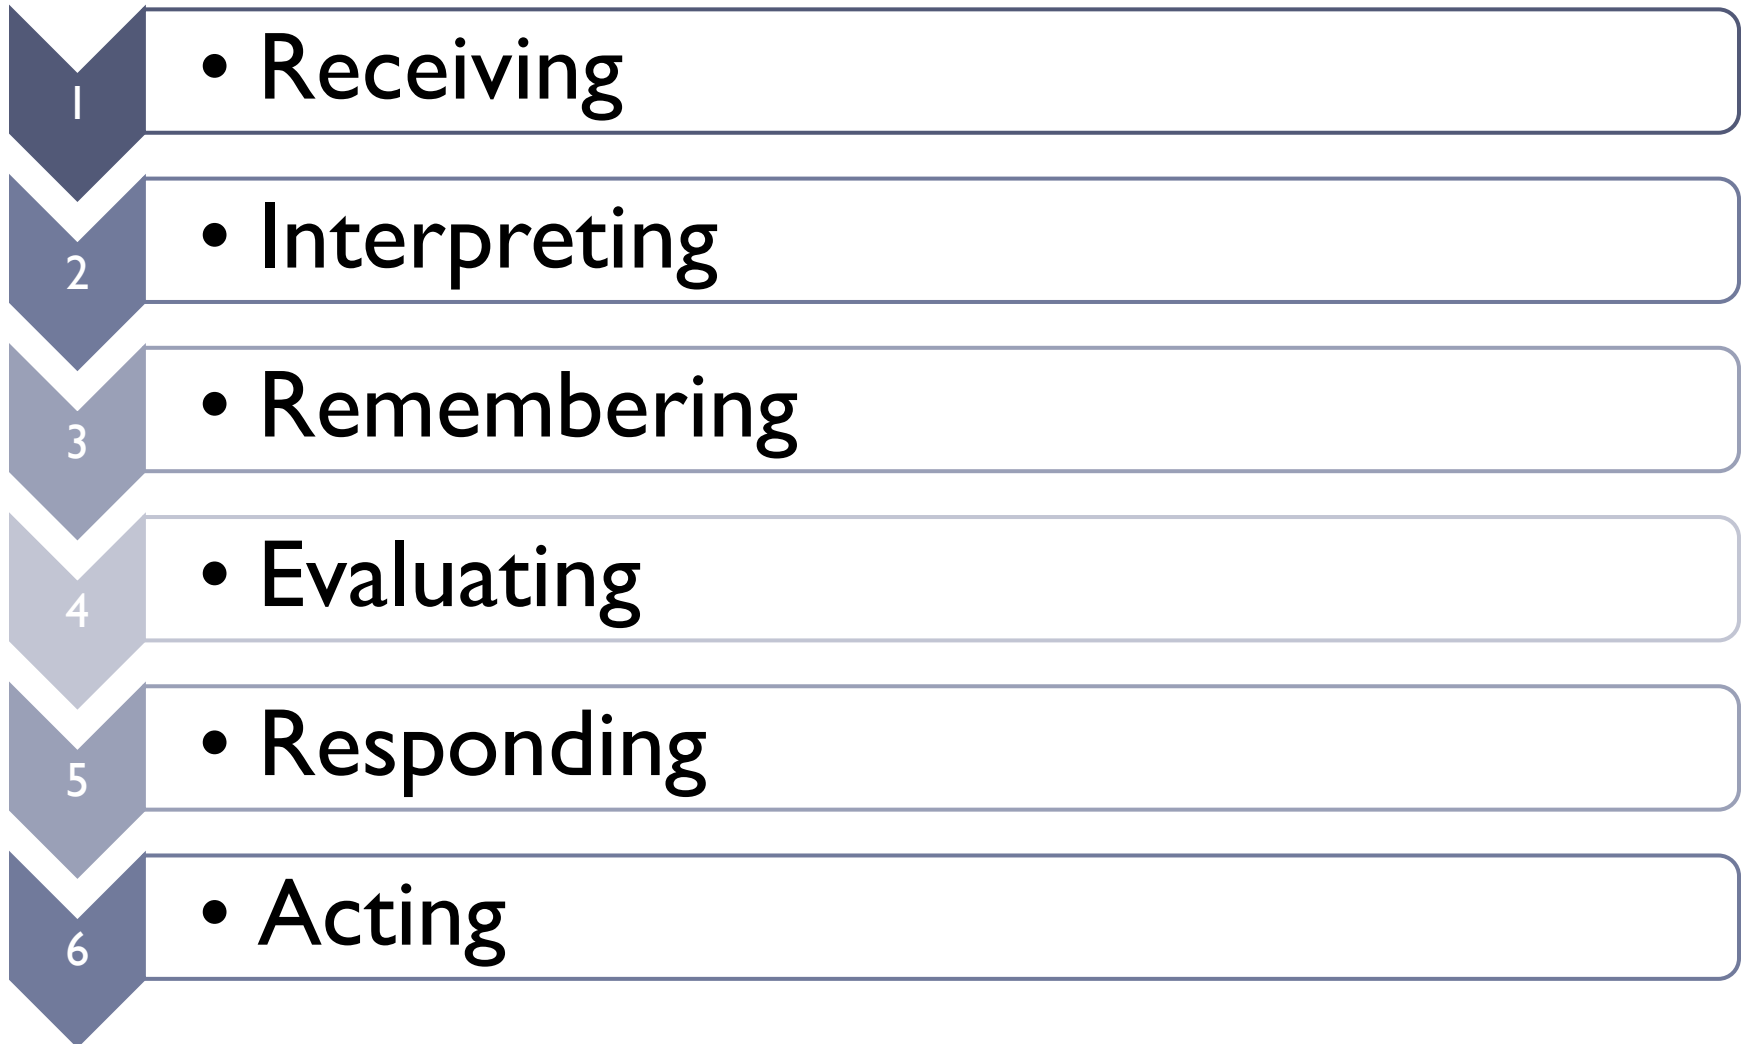 1
• Receiving
2
• Interpreting
3
• Remembering
4
• Evaluating
5
• Responding
6
• Acting